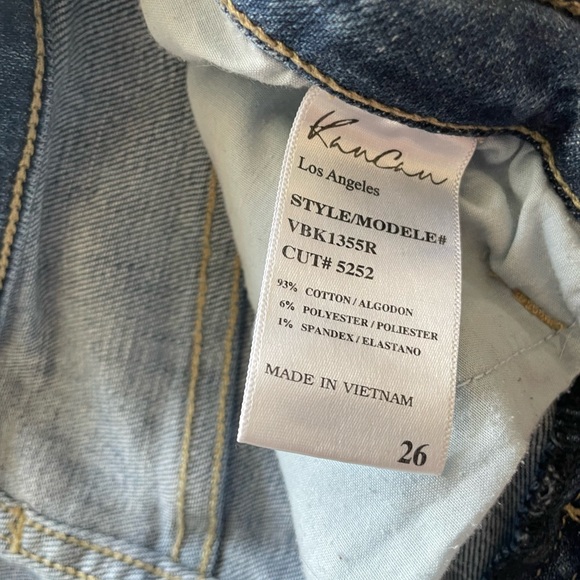 KanCan
Los Angeles
STYLE/MODELE#
VBK1355R
CUT# 5252
93% COTTON / ALGODON
6% POLYESTER / POLIESTER
1% SPANDEX / ELASTANO
MADE IN VIETNAM
26